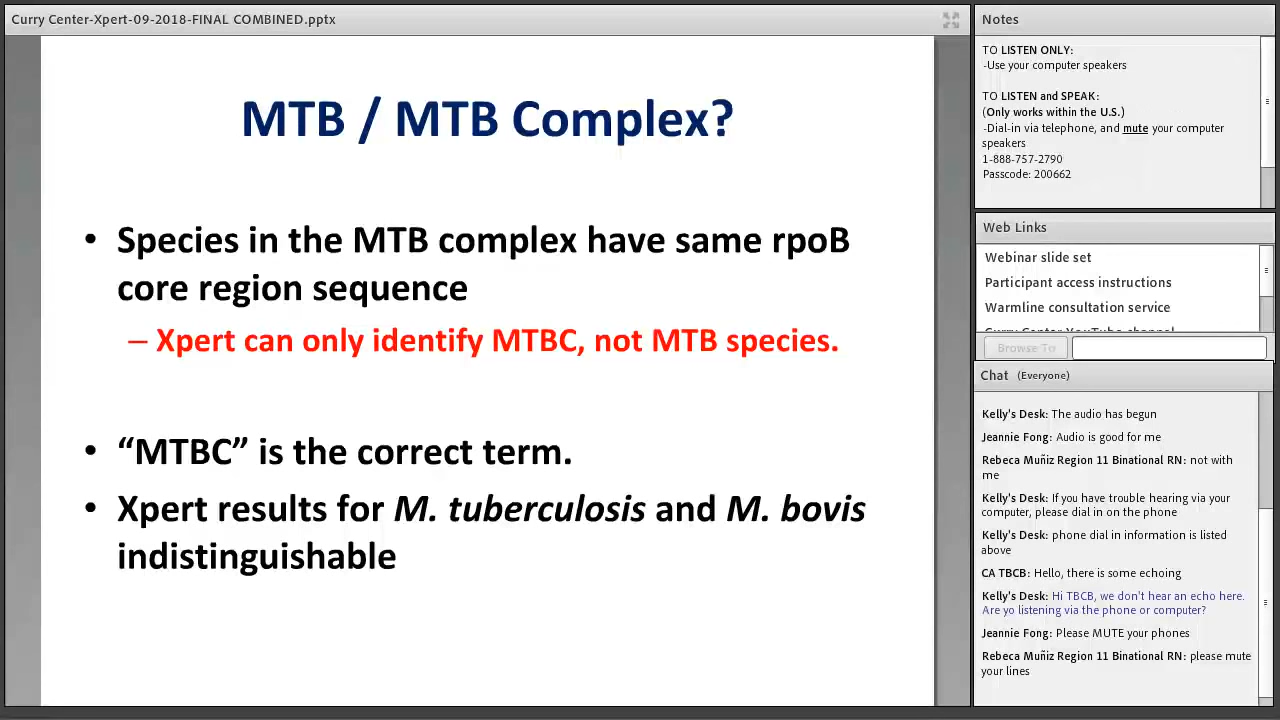 Curry Center-Xpert-09-2018-FINAL COMBINED.pptx
MTB / MTB Complex?
• Species in the MTB complex have same rpoB
core region sequence
– Xpert can only identify MTBC, not MTB species.
• “MTBC” is the correct term.
• Xpert results for M. tuberculosis and M. bovis
indistinguishable
Notes
TO LISTEN ONLY:
-Use your computer speakers
TO LISTEN and SPEAK:
(Only works within the U.S.)
-Dial-in via telephone, and mute your computer
speakers
1-888-757-2790
Passcode: 200662
Web Links
Webinar slide set
Participant access instructions
Warmline consultation service
Curry Center YouTube channel
Browse To
Chat (Everyone)
Kelly's Desk: The audio has begun
Jeannie Fong: Audio is good for me
Rebeca Muñiz Region 11 Binational RN: not with
me
Kelly's Desk: If you have trouble hearing via your
computer, please dial in on the phone
Kelly's Desk: phone dial in information is listed
above
CA TBCB: Hello, there is some echoing
Kelly's Desk: Hi TBCB, we don't hear an echo here.
Are yo listening via the phone or computer?
Jeannie Fong: Please MUTE your phones
Rebeca Muñiz Region 11 Binational RN: please mute
your lines